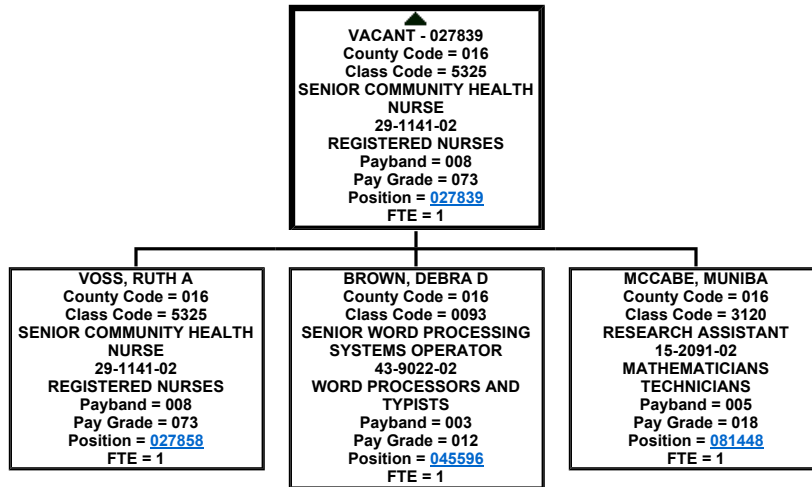 VACANT - 027839
County Code = 016
Class Code = 5325
SENIOR COMMUNITY HEALTH
NURSE
29-1141-02
REGISTERED NURSES
Payband = 008
Pay Grade = 073
Position = 027839
FTE = 1
VOSS, RUTH A
County Code = 016
Class Code = 5325
SENIOR COMMUNITY HEALTH
NURSE
29-1141-02
REGISTERED NURSES
Payband = 008
Pay Grade = 073
Position = 027858
FTE = 1
BROWN, DEBRA D
County Code = 016
Class Code = 0093
SENIOR WORD PROCESSING
SYSTEMS OPERATOR
43-9022-02
WORD PROCESSORS AND
TYPISTS
Payband = 003
Pay Grade = 012
Position = 045596
FTE = 1
MCCABE, MUNIBA
County Code = 016
Class Code = 3120
RESEARCH ASSISTANT
15-2091-02
MATHEMATICIANS
TECHNICIANS
Payband = 005
Pay Grade = 018
Position = 081448
FTE = 1